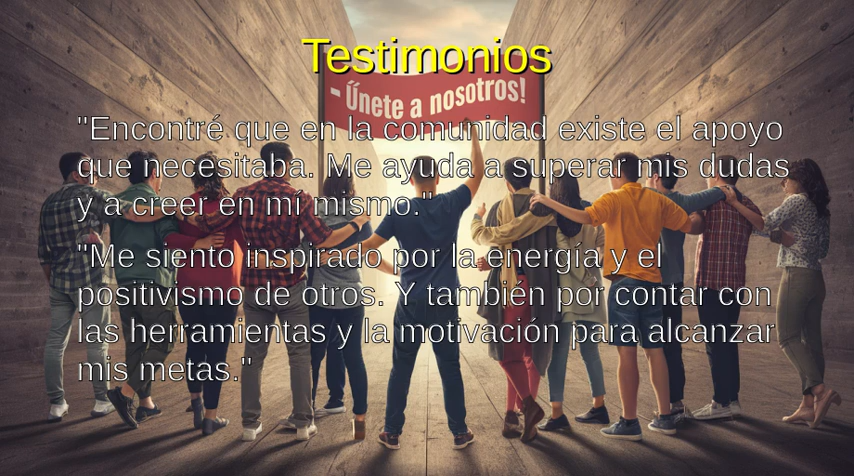 Testimonios
- Únete a nosotros!
"Encontré que en la comunidad existe el apoyo
que necesitaba. Me ayuda a superar mis dudas
y a creer en mí mismo."
"Me siento inspirado por la energía y el
positivismo de otros. Y también por contar con
las herramientas y la motivación para alcanzar
mis metas."